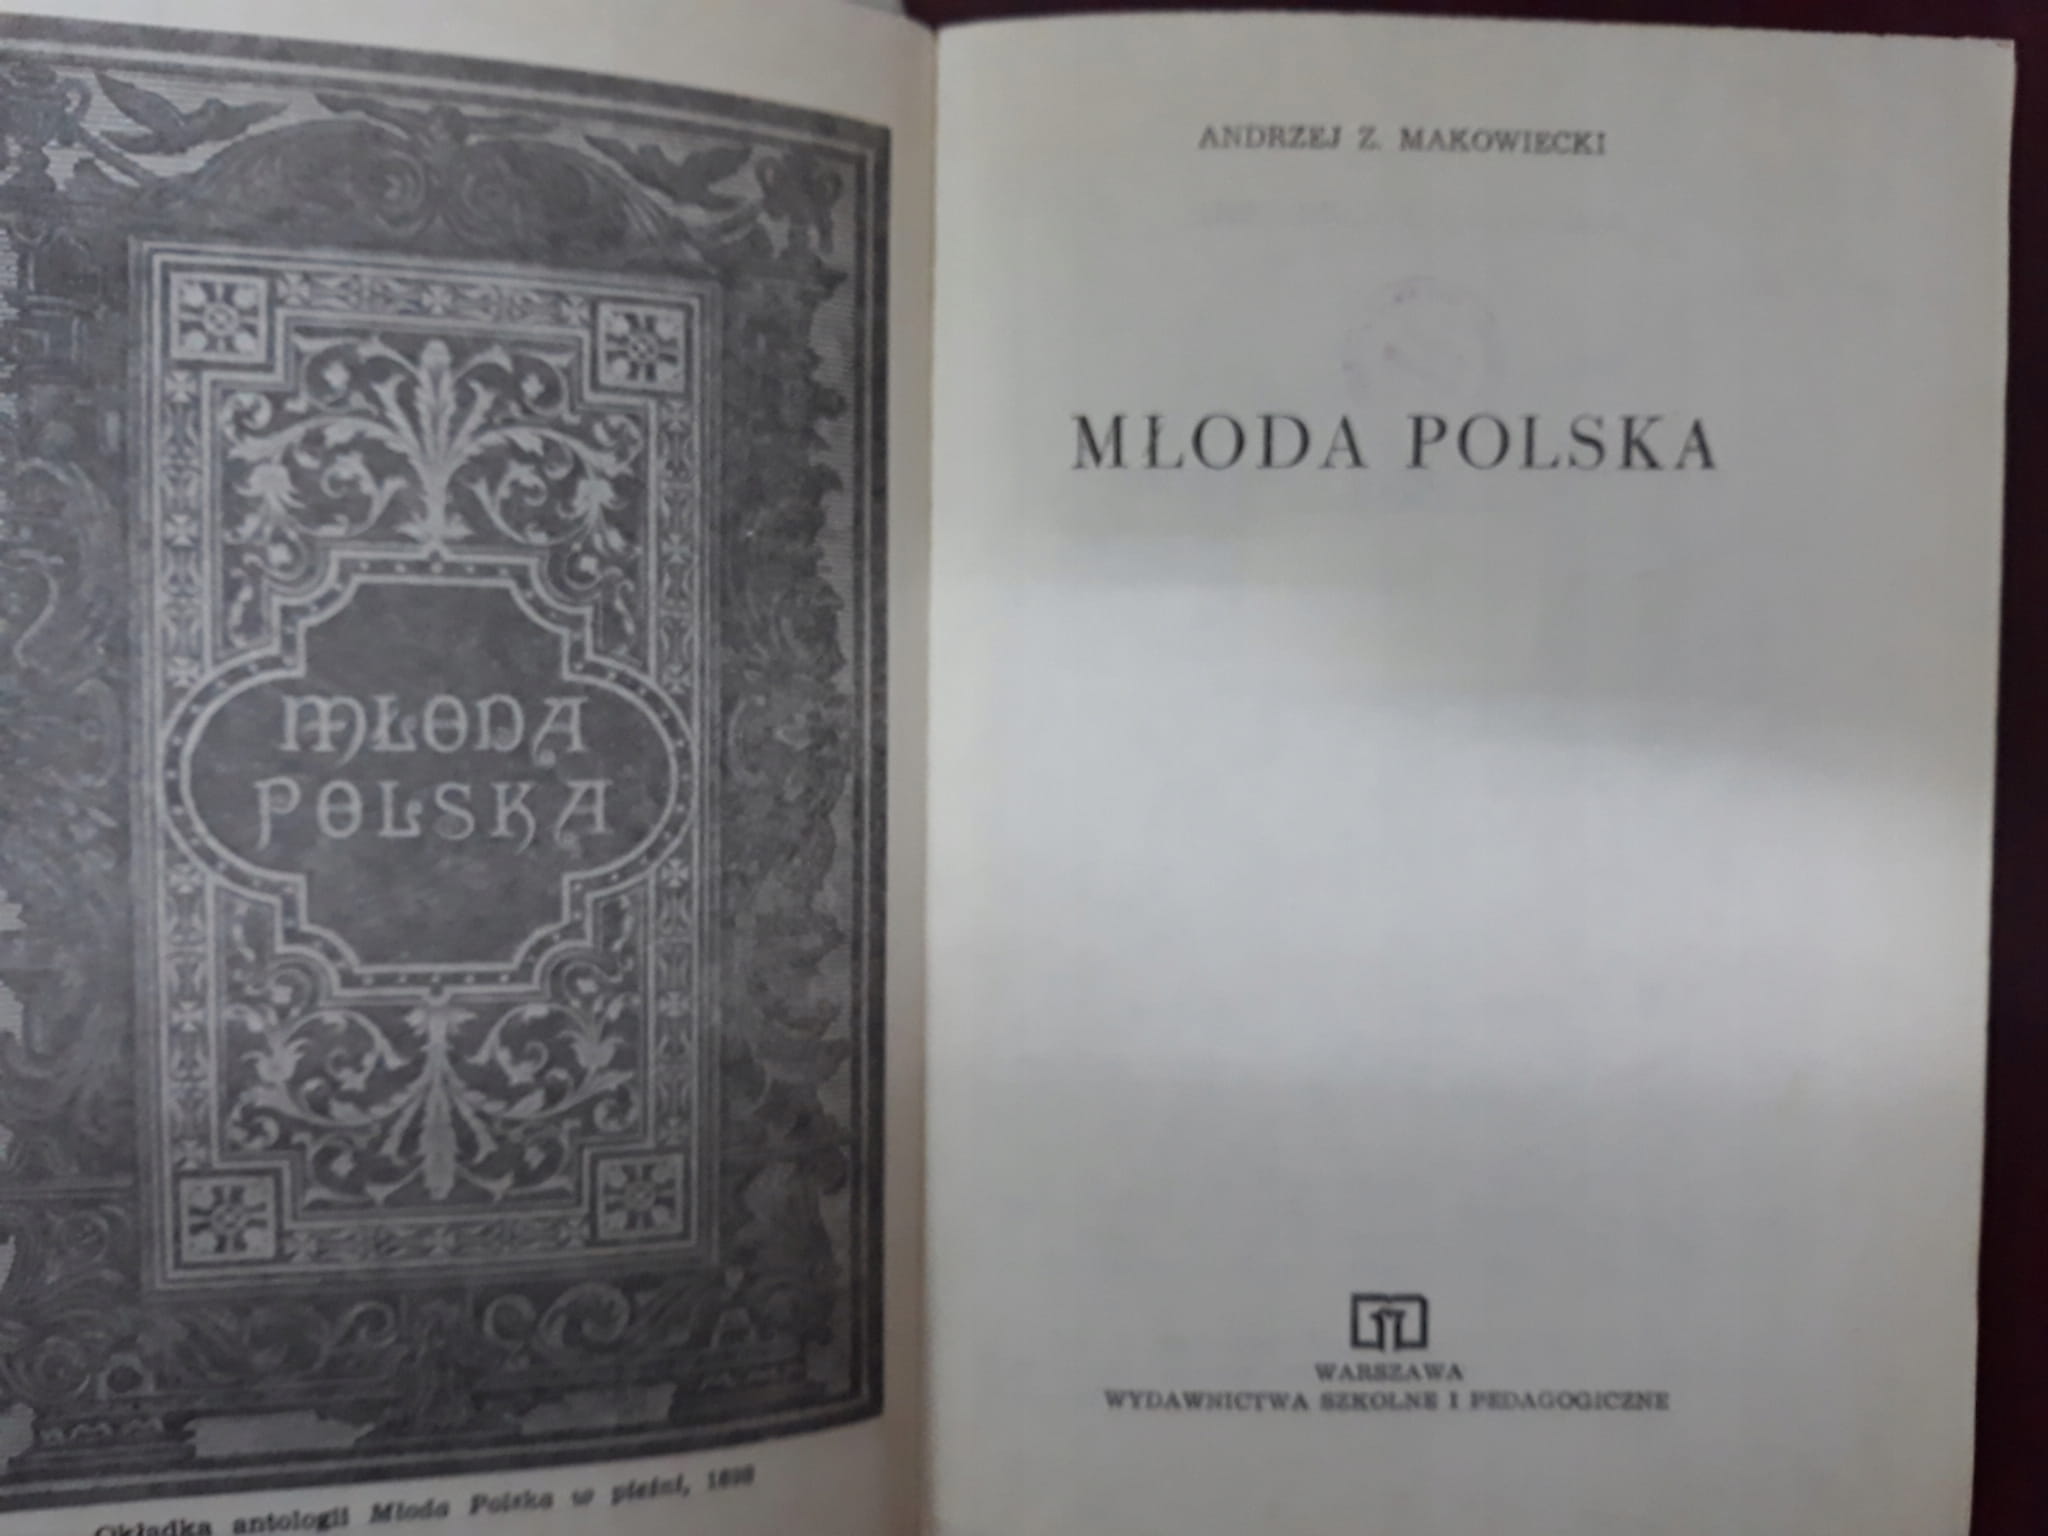 MŁODA
POLSKA
Okładka antologii Młoda Polska w pieśni, 1898
ANDRZEJ Z. MAKOWIECKI
MŁODA POLSKA
WARSZAWA
WYDAWNICTWA SZKOLNE I PEDAGOGICZNE